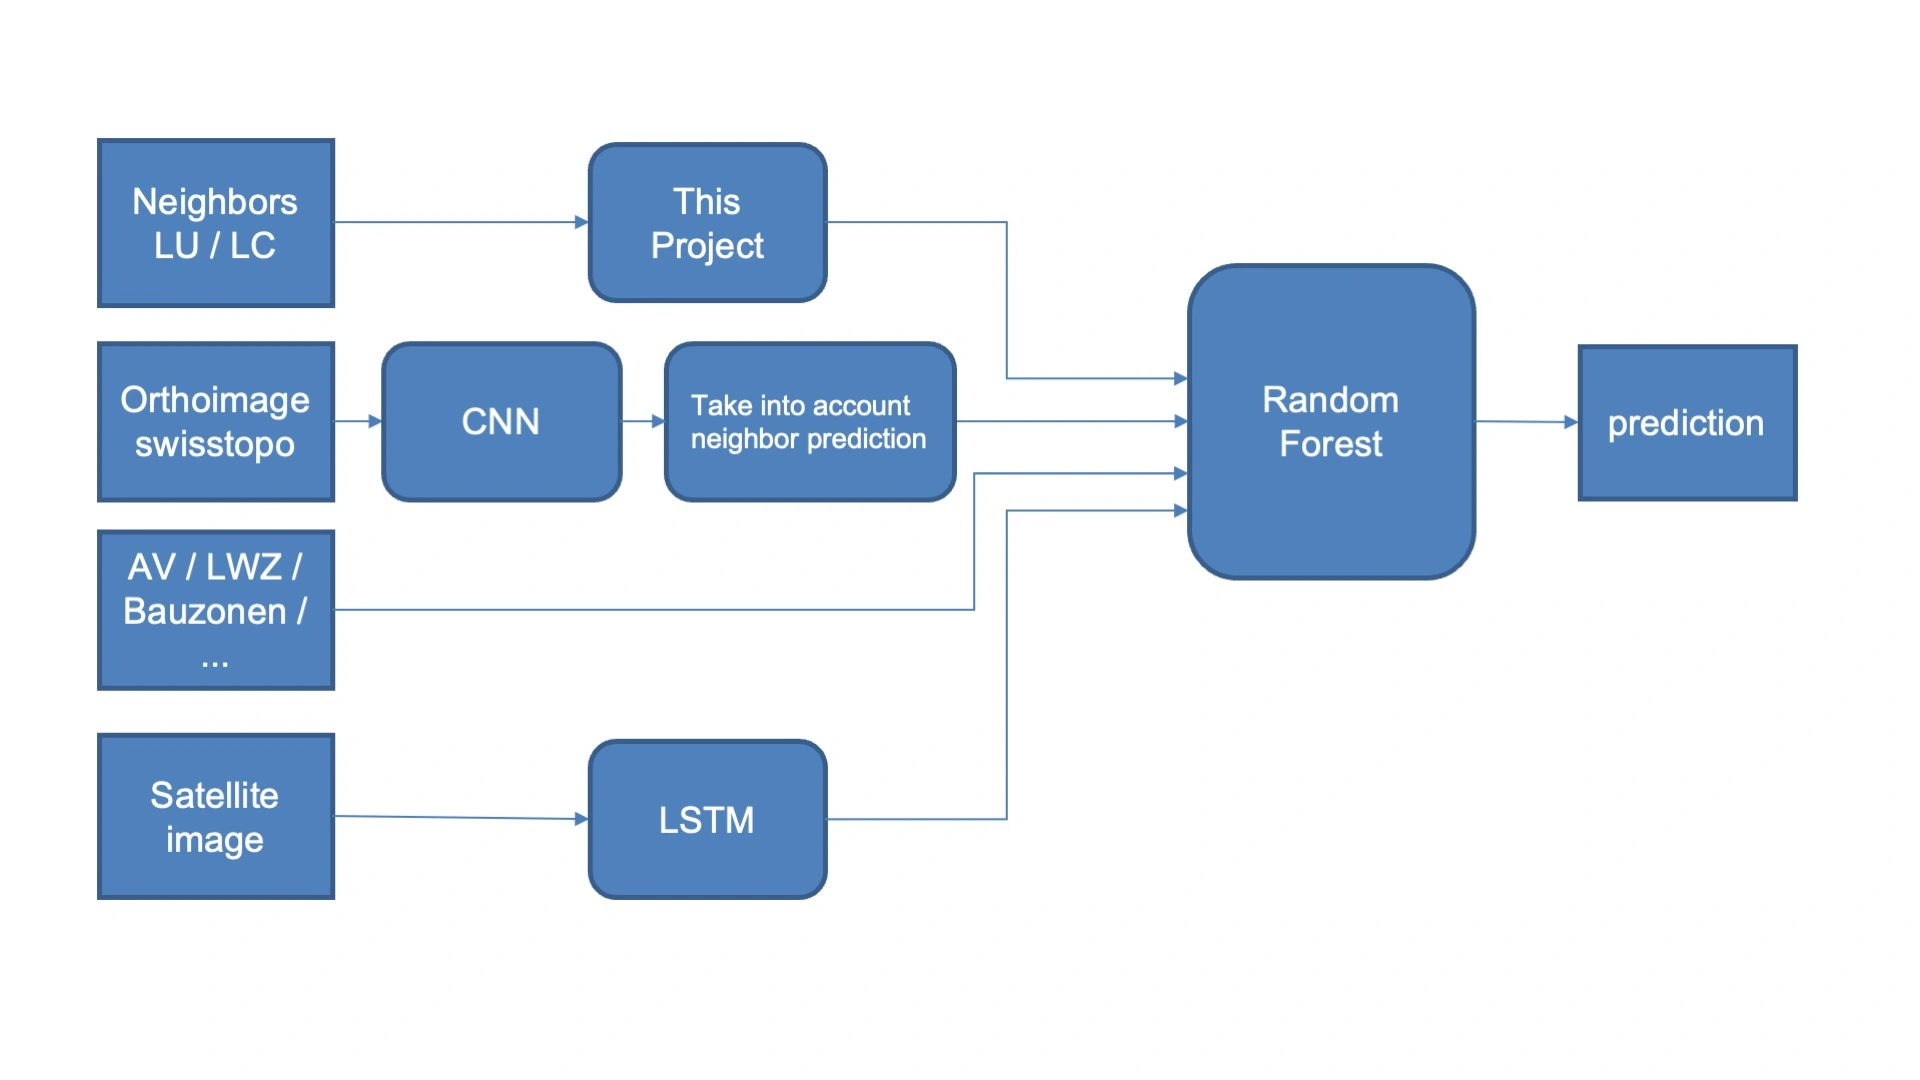 Neighbors
LU / LC
This
Project
Orthoimage
swisstopo
CNN
Take into account
neighbor prediction
Random
Forest
prediction
AV / LWZ /
Bauzonen /
...
Satellite
image
LSTM